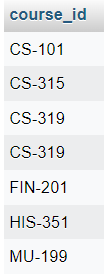 course_id
CS-101
CS-315
CS-319
CS-319
FIN-201
HIS-351
MU-199